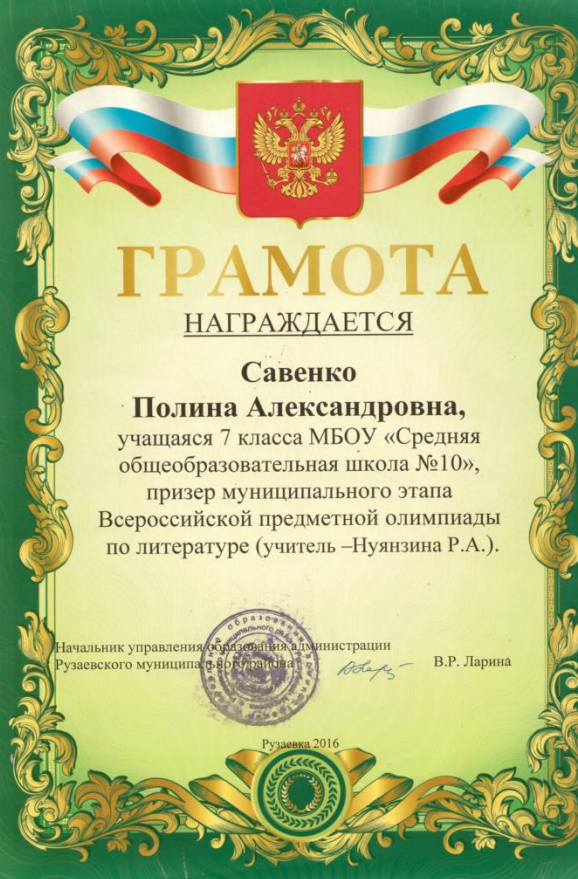 ГРАМОТА
НАГРАЖДАЕТСЯ
Савенко
Полина Александровна,
учащаяся 7 класса МБОУ «Средняя
общеобразовательная школа №10»,
призер муниципального этапа
Всероссийской предметной олимпиады
по литературе (учитель –Нуянзина Р.А.).
Начальник управления образования администрации
Рузаевского муниципального района
В.Р. Ларина
Рузаевка 2016